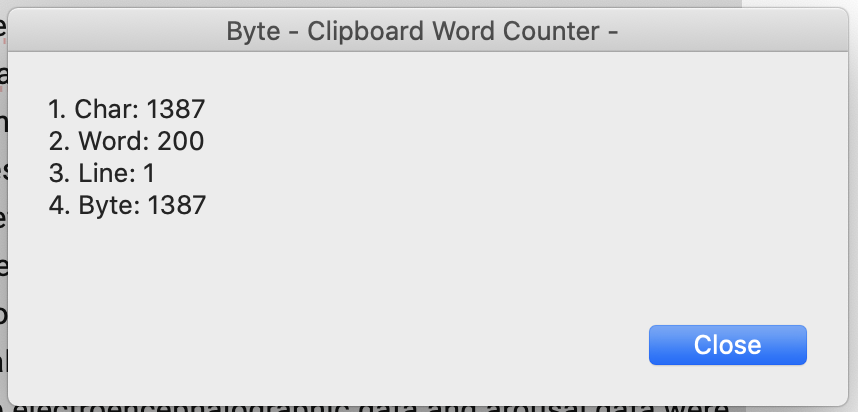 Byte - Clipboard Word Counter -
1. Char: 1387
2. Word: 200
3. Line: 1
4. Byte: 1387
Close
electroencephalographic data and arousal data were